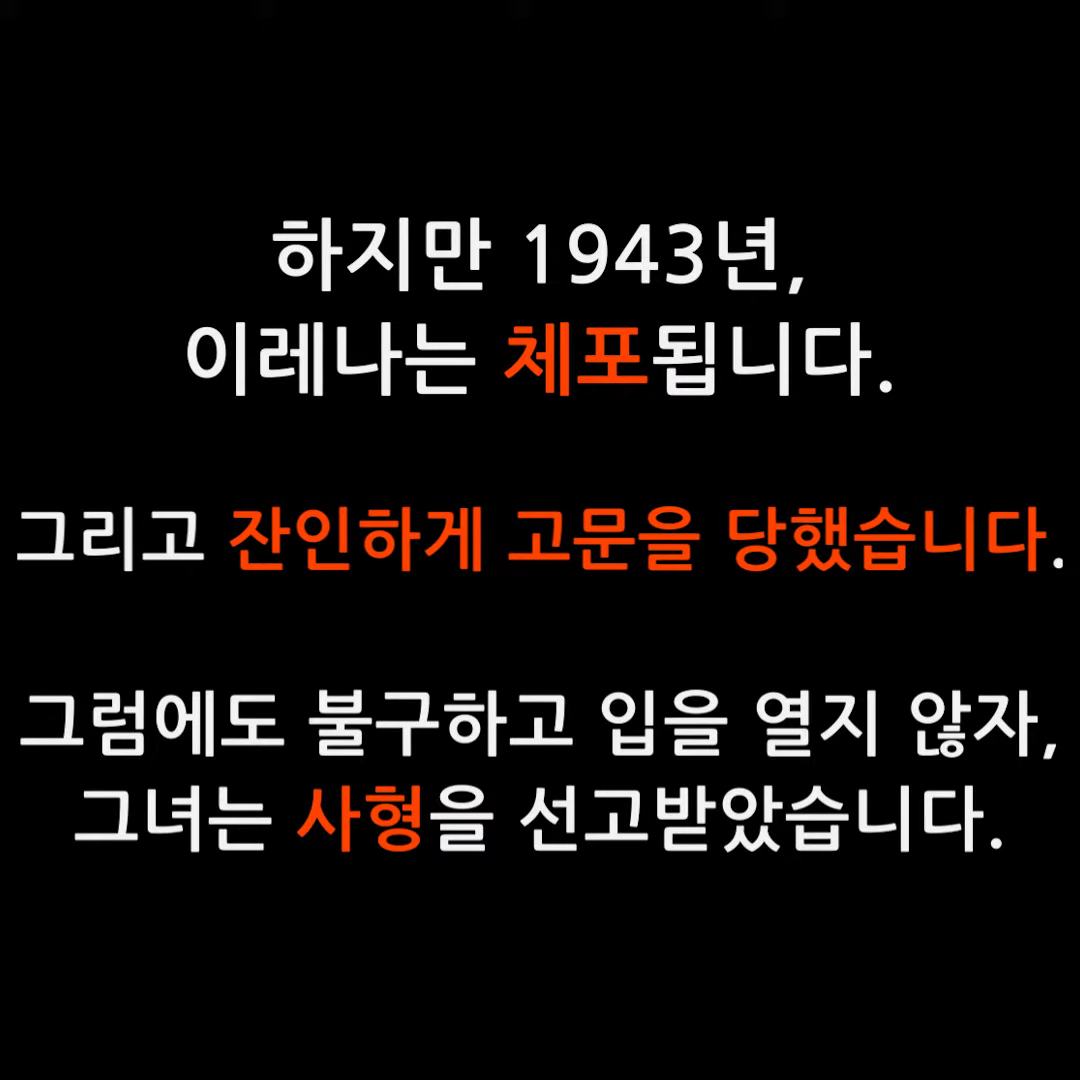 하지만 1943년,
이레나는 체포됩니다.
그리고 잔인하게 고문을 당했습니다.
그럼에도 불구하고 입을 열지 않자,
그녀는 사형을 선고받았습니다.